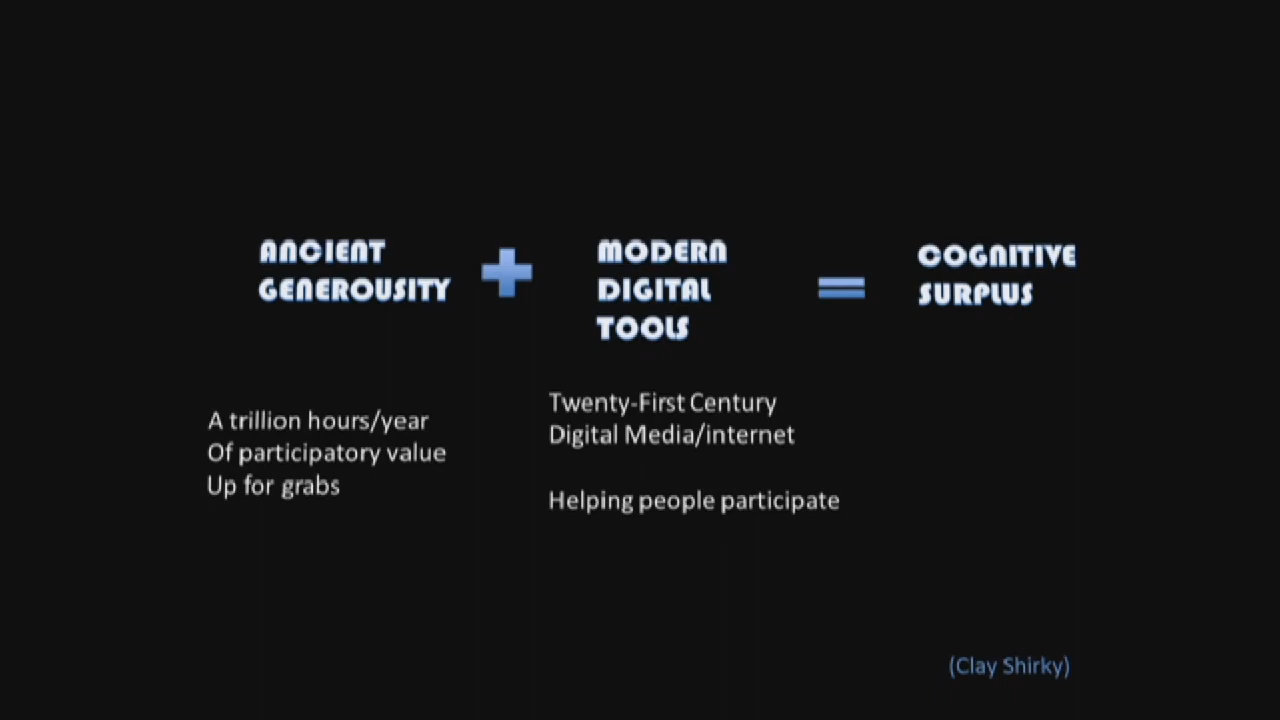 ANCIENT
GENEROUSITY
+
MODERN
DIGITAL
TOOLS
=
COGNITIVE
SURPLUS
A trillion hours/year
Of participatory value
Up for grabs
Twenty-First Century
Digital Media/internet
Helping people participate
(Clay Shirky)